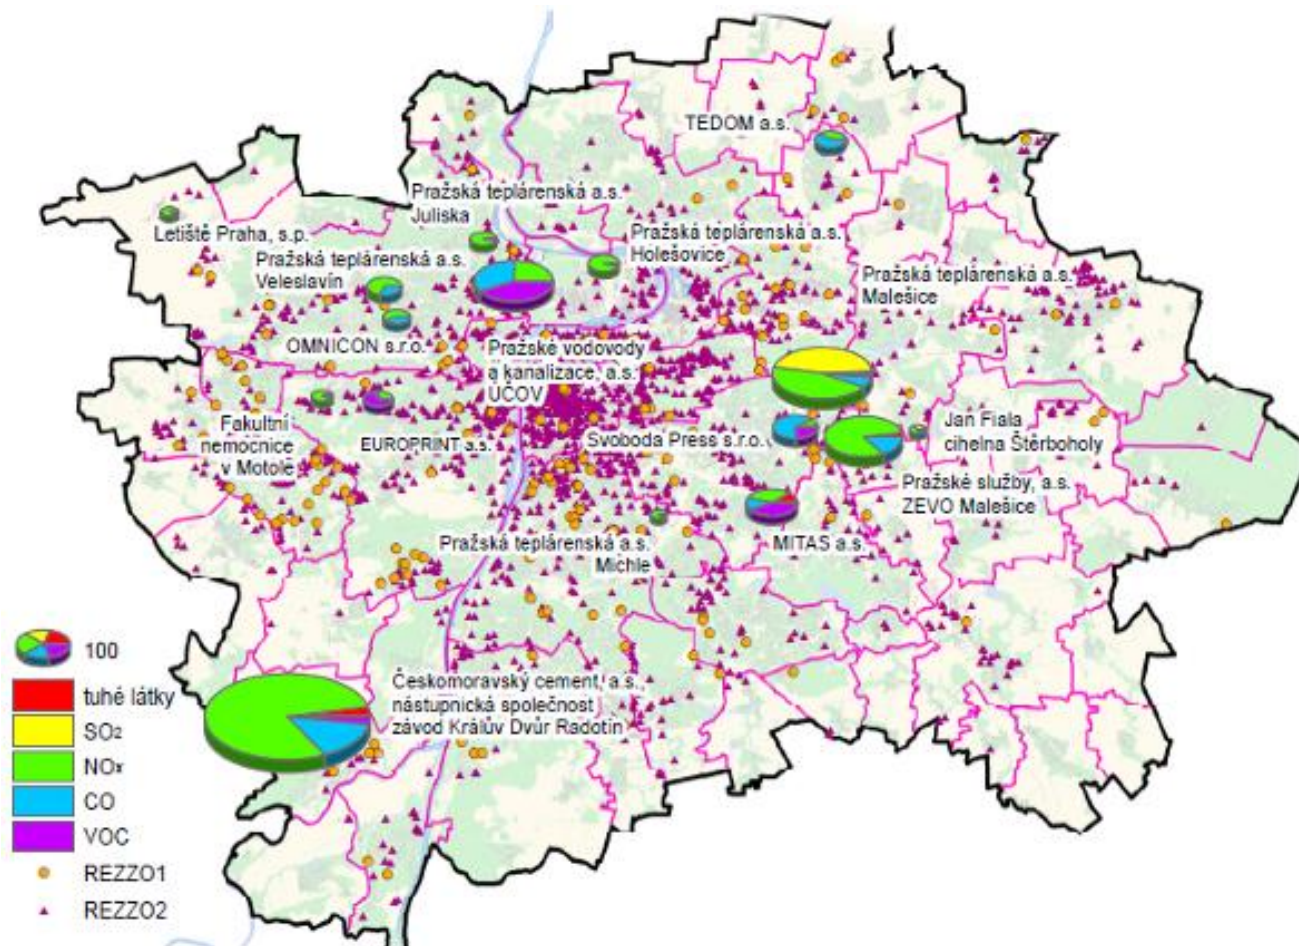 TEDOM a.s.
Pražská teplárenská a.s.
Juliska
Letiště Praha, s.p.
Pražská teplárenská a.s.
Holešovice
Pražská teplárenská a.s.
Veleslavín
Pražská teplárenská a.s.
Malešice
OMNICON s.r.o.
Pražské vodovody
a kanalizace, a.s.
ÚČOV
Fakultní
nemocnice
v Motole
EUROPRINT a.s.
Svoboda Press s.r.o.
Jan Fiala
cihelna Štěrboholy
Pražské služby, a.s.
ZEVO Malešice
Pražská teplárenská a.s.
Michle
MITAS a.s.
Českomoravský cement, a.s.,
nástupnická společnost
závod Králův Dvůr Radotín
100
tuhé látky
SO2
NOx
CO
VOC
REZZO1
REZZO2